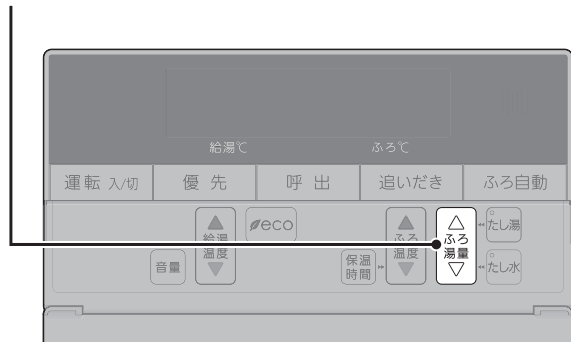 給湯℃ ふろ℃
運転 入/切 優先 呼出 追いだき ふろ自動
▲
給湯
温度
▼
eco
音量
▲
ふろ
温度
▼
保温
時間
△
ふろ
湯量
▽
たし湯
たし水